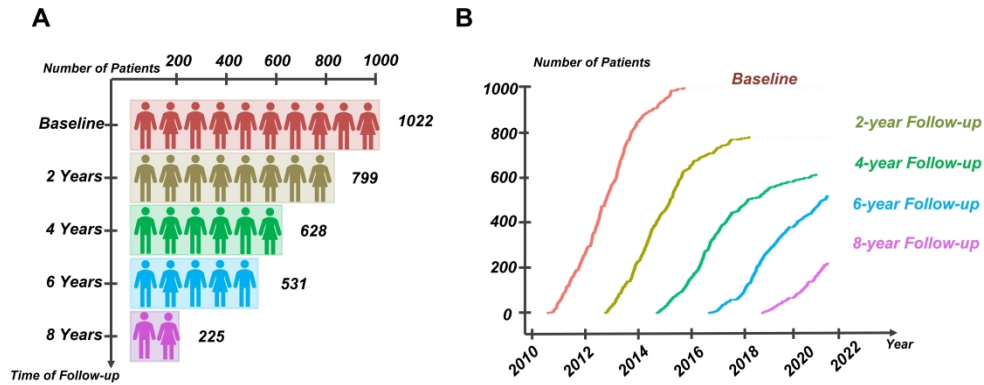 A
Number of Patients
200 400 600 800 1000
Baseline 1022
2 Years 799
4 Years 628
6 Years 531
8 Years 225
Time of Follow-up
B
Number of Patients
Baseline
1000
800
600
400
200
0
2-year Follow-up
4-year Follow-up
6-year Follow-up
8-year Follow-up
2010 2012 2014 2016 2018 2020 2022
Year